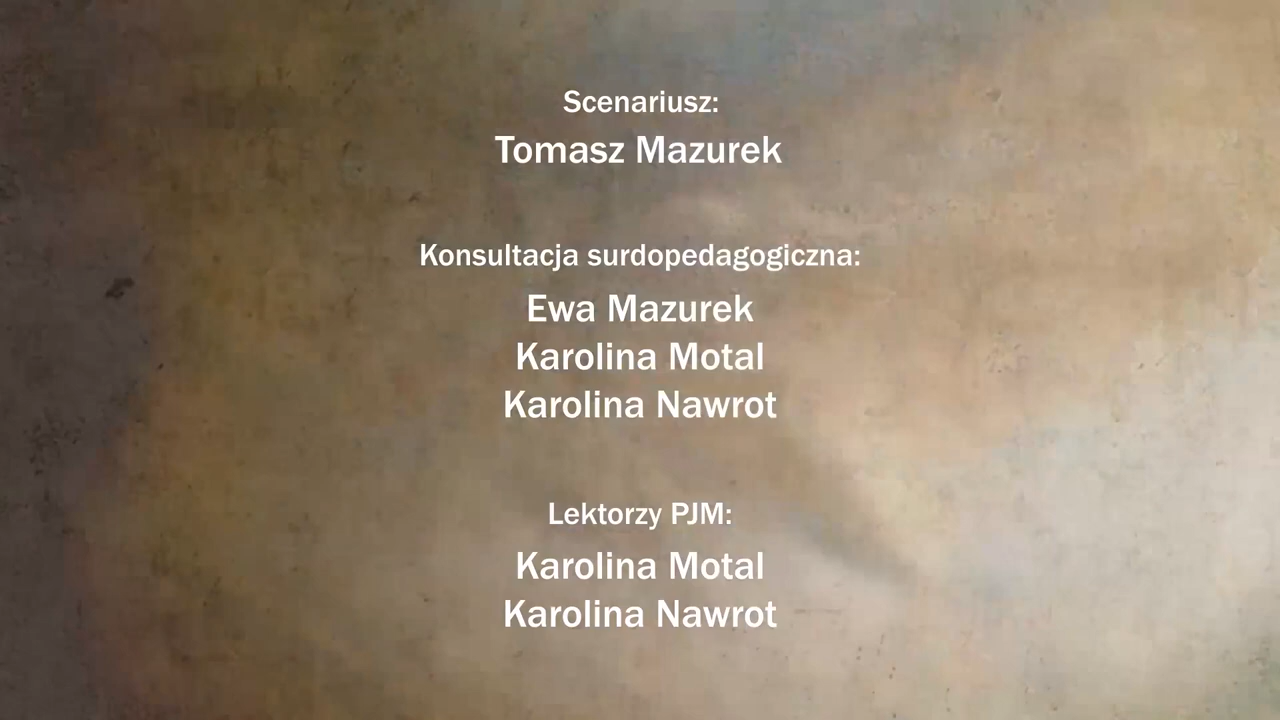 Scenariusz:
Tomasz Mazurek
Konsultacja surdopedagogiczna:
Ewa Mazurek
Karolina Motal
Karolina Nawrot
Lektorzy PJM:
Karolina Motal
Karolina Nawrot